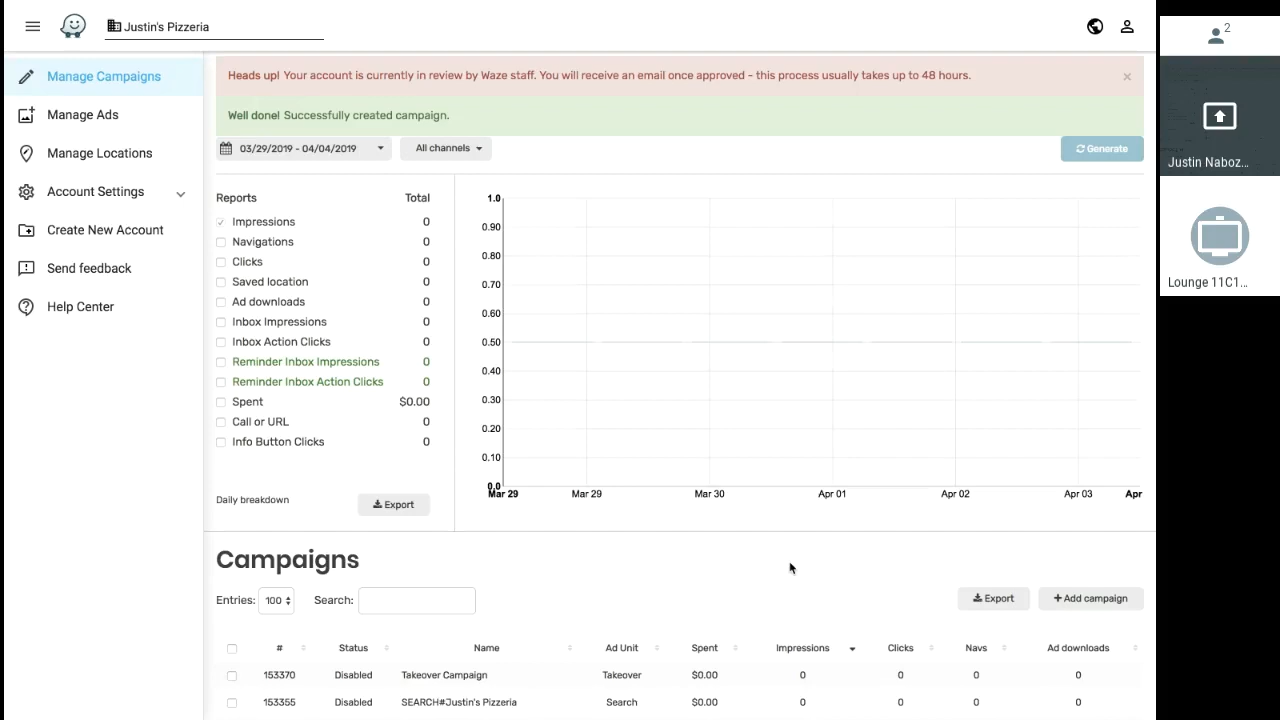 Justin's Pizzeria
Manage Campaigns
Manage Ads
Manage Locations
Account Settings
Create New Account
Send feedback
Help Center
Heads up! Your account is currently in review by Waze staff. You will receive an email once approved - this process usually takes up to 48 hours. ×
Well done! Successfully created campaign.
03/29/2019 - 04/04/2019 All channels Generate
Reports Total
Impressions 0
Navigations 0
Clicks 0
Saved location 0
Ad downloads 0
Inbox Impressions 0
Inbox Action Clicks 0
Reminder Inbox Impressions 0
Reminder Inbox Action Clicks 0
Spent $0.00
Call or URL 0
Info Button Clicks 0
Daily breakdown Export
1.0
0.90
0.80
0.70
0.60
0.50
0.40
0.30
0.20
0.10
0.0
Mar 29 Mar 29 Mar 30 Apr 01 Apr 02 Apr 03 Apr
Campaigns
Entries: 100 Search: Export + Add campaign
# Status Name Ad Unit Spent Impressions Clicks Navs Ad downloads
153370 Disabled Takeover Campaign Takeover $0.00 0 0 0 0
153355 Disabled SEARCH#Justin's Pizzeria Search $0.00 0 0 0 0
2
Justin Naboz...
Lounge 11C1...